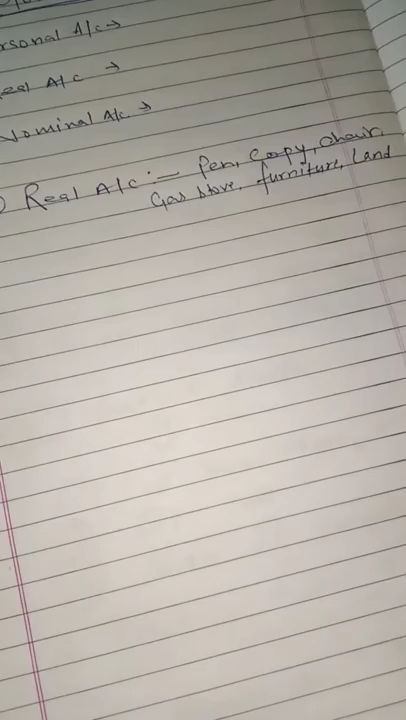 rsonal A/c →
eal A/c →
Nominal A/c →
) Real A/c :- Pen, Copy, chair,
Gas stove, furniture, Land